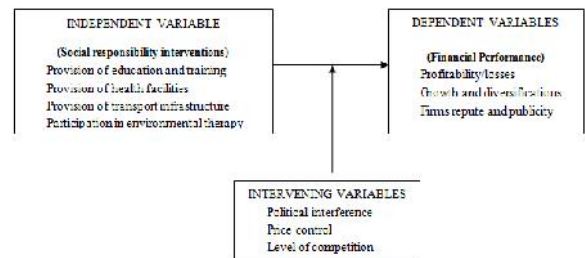 INDEPENDENT VARIABLE
(Social responsibility interventions)
Provision of education and training
Provision of health facilities
Provision of transport infrastructure
Participation in environmental therapy
DEPENDENT VARIABLES
(Financial Performance)
Profitability/losses
Growth and diversifications
Firms repute and publicity
INTERVENING VARIABLES
Political interference
Price control
Level of competition